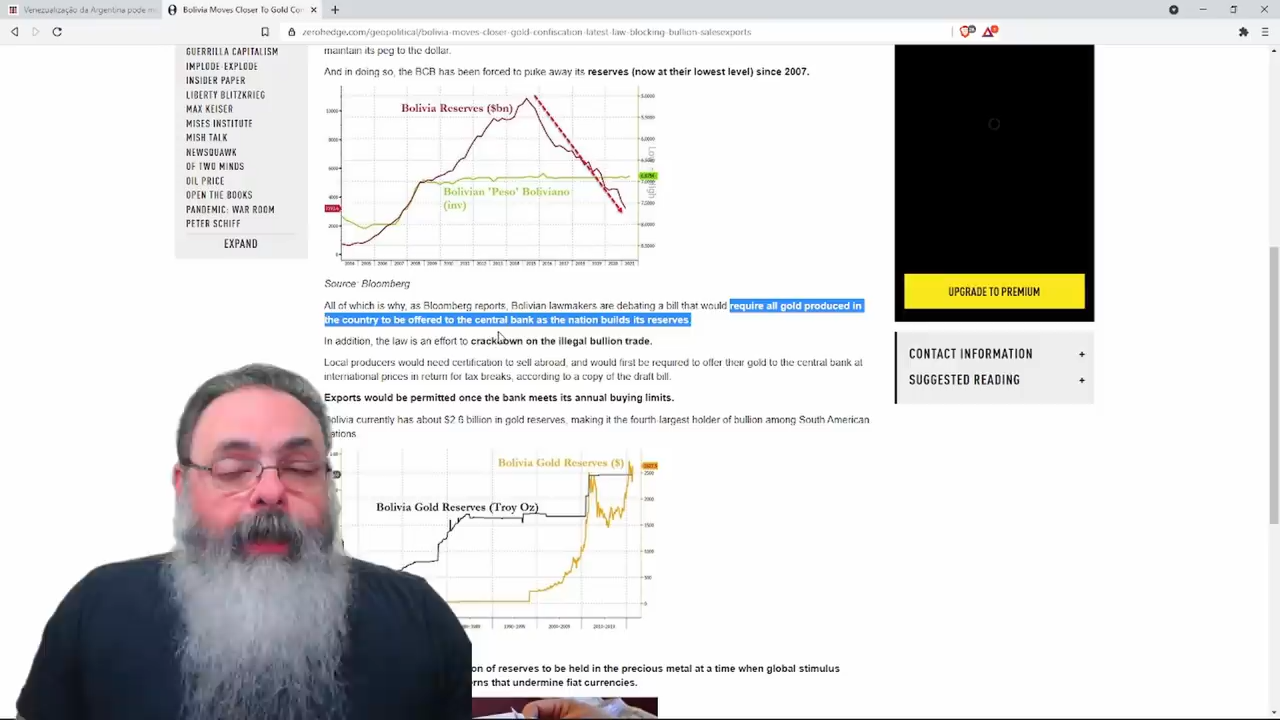 Venezualização da Argentina pode m
Bolivia Moves Closer To Gold Con
zerohedge.com/geopolitical/bolivia-moves-closer-gold-confiscation-latest-law-blocking-bullion-salesexports
GUERRILLA CAPITALISM
IMPLODE-EXPLODE
INSIDER PAPER
LIBERTY BLITZKRIEG
MAX KEISER
MISES INSTITUTE
MISH TALK
NEWSQUAWK
OF TWO MINDS
OIL PRICE
OPEN THE BOOKS
PANDEMIC: WAR ROOM
PETER SCHIFF
EXPAND
maintain its peg to the dollar.
And in doing so, the BCB has been forced to puke away its reserves (now at their lowest level) since 2007.
Bolivia Reserves ($bn)
Bolivian 'Peso' Boliviano
(inv)
Source: Bloomberg
All of which is why, as Bloomberg reports, Bolivian lawmakers are debating a bill that would require all gold produced in
the country to be offered to the central bank as the nation builds its reserves.
In addition, the law is an effort to crackdown on the illegal bullion trade.
Local producers would need certification to sell abroad, and would first be required to offer their gold to the central bank at
international prices in return for tax breaks, according to a copy of the draft bill.
Exports would be permitted once the bank meets its annual buying limits.
olivia currently has about $2.6 billion in gold reserves, making it the fourth-largest holder of bullion among South American
ations
Bolivia Gold Reserves ($)
Bolivia Gold Reserves (Troy Oz)
on of reserves to be held in the precious metal at a time when global stimulus
erns that undermine fiat currencies.
UPGRADE TO PREMIUM
CONTACT INFORMATION +
SUGGESTED READING +